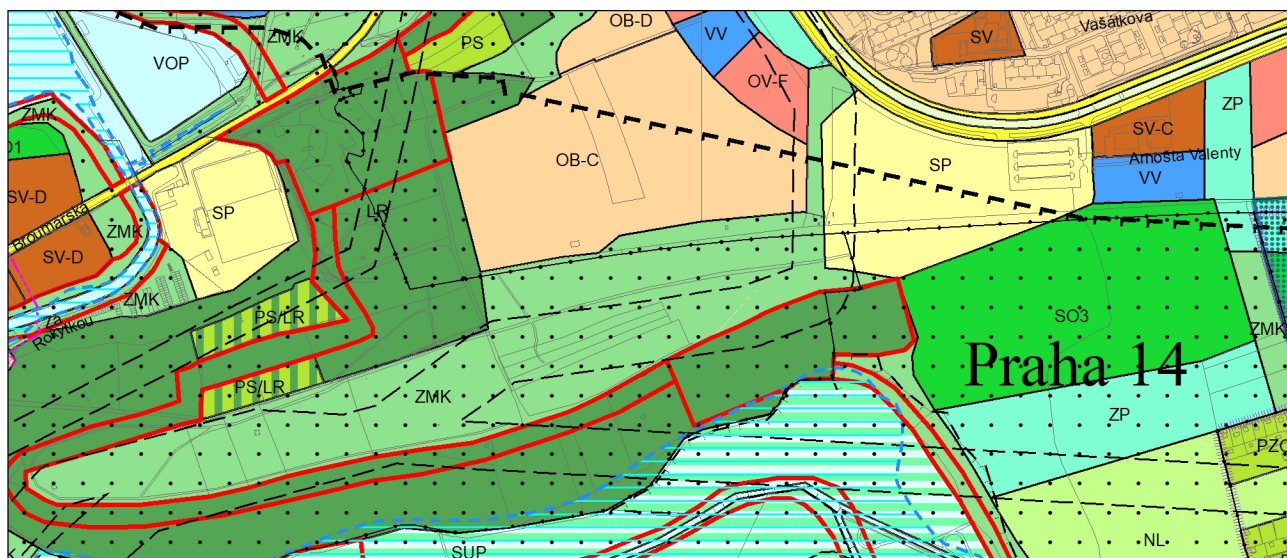 ZMK
VOP
PS
OB-D
VV
SV
Vašátkova
OV-F
ZMK
SV-C
ZP
OB-C
SP
Arnošta Valenty
VV
SV-D
SP
LR
Broumarská
ZMK
SV-D
ZMK
Za
Rokytkou
PS/LR
SO3
ZMK
PS/LR
ZMK
Praha 14
ZP
NL
SUP